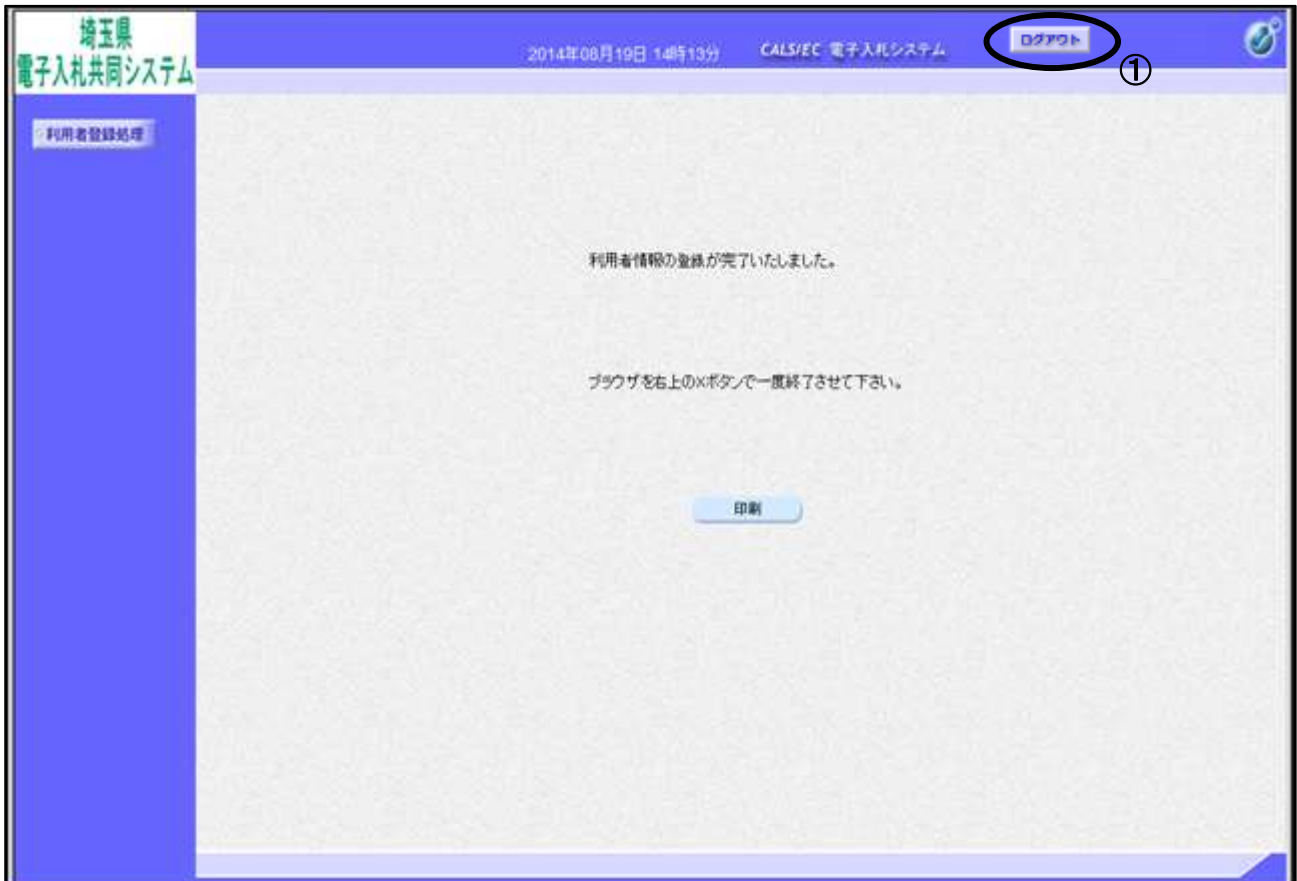 埼玉県
電子入札共同システム
2014年08月19日 14時13分
CALS/EC 電子入札システム
ログアウト
①
利用者登録処理
利用者情報の登録が完了いたしました。
ブラウザを右上の×ボタンで一度終了させて下さい。
印刷